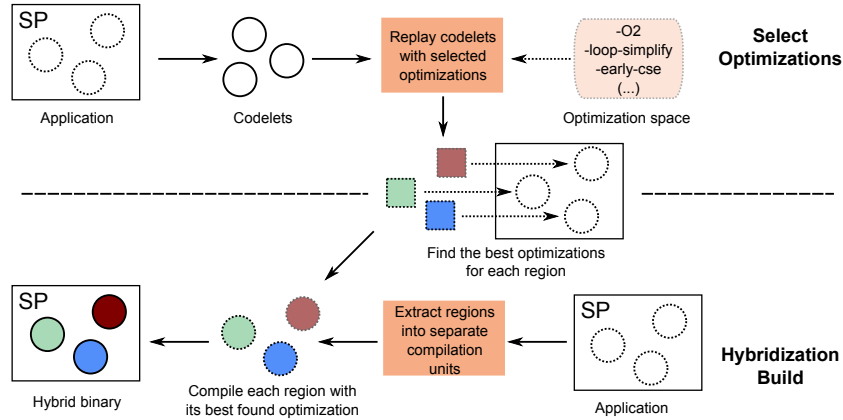 SP
Application
Codelets
Replay codelets
with selected
optimizations
-O2
-loop-simplify
-early-cse
(...)
Optimization space
Select
Optimizations
Find the best optimizations
for each region
SP
Hybrid binary
Compile each region with
its best found optimization
Extract regions
into separate
compilation
units
SP
Application
Hybridization
Build